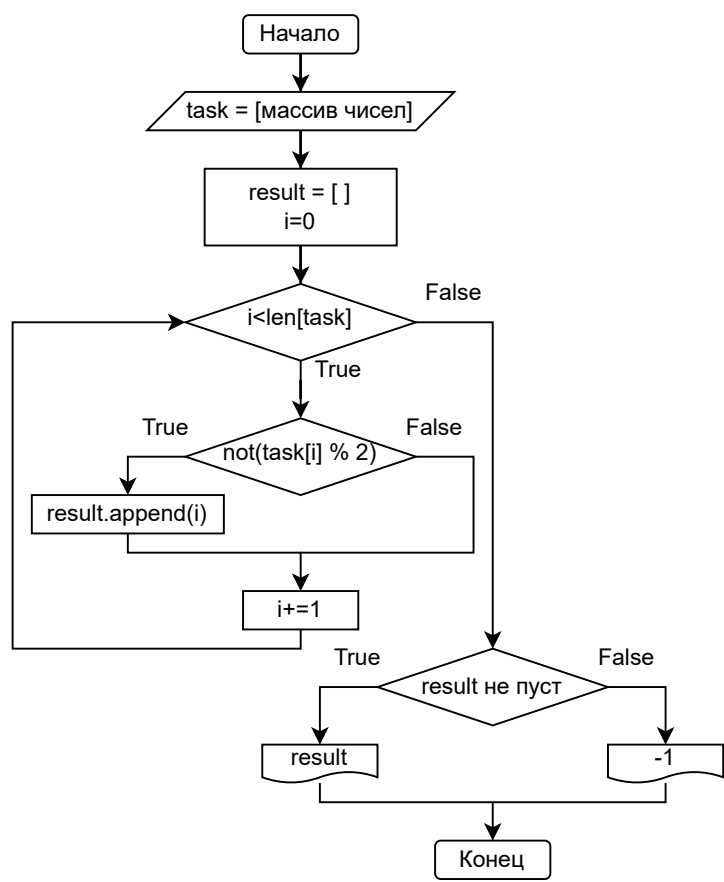 Начало
task = [массив чисел]
result = [ ]
i=0
i<len[task]
False
True
True
not(task[i] % 2)
False
result.append(i)
i+=1
True
result не пуст
False
result
-1
Конец